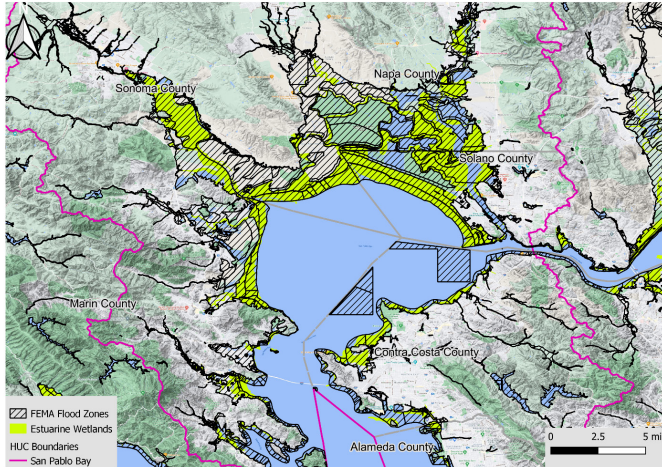 Napa County
Sonoma County
Solano County
Marin County
Contra Costa County
Alameda County
FEMA Flood Zones
Estuarine Wetlands
HUC Boundaries
San Pablo Bay
0 2.5 5 mi